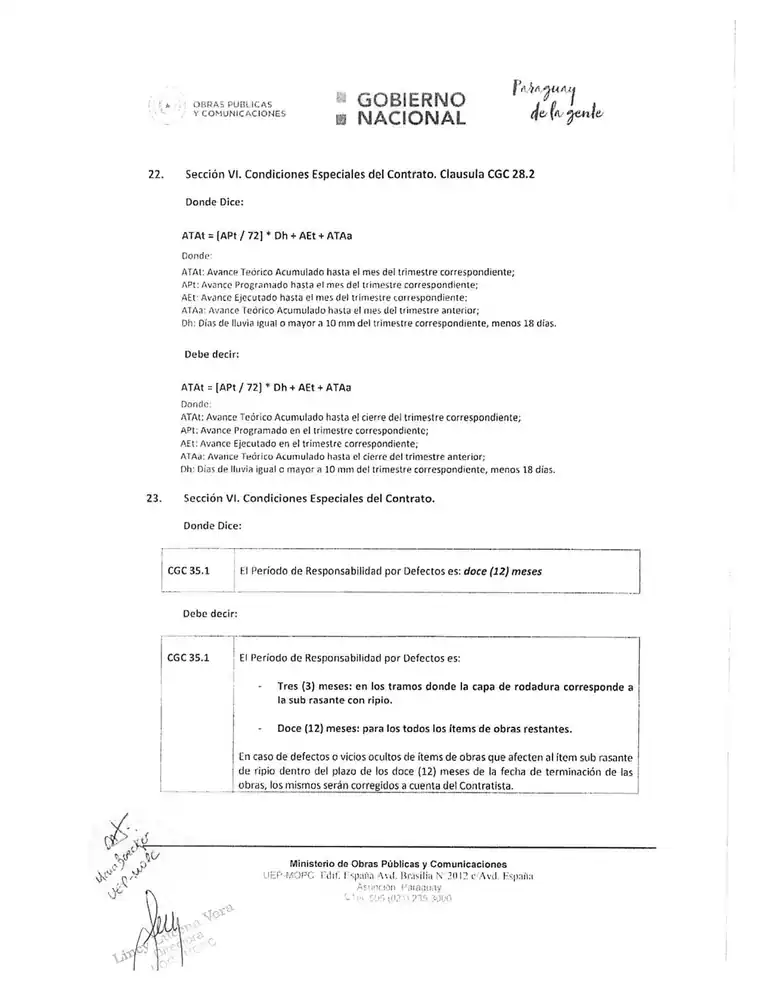 OBRAS PUBLICAS
Y COMUNICACIONES
GOBIERNO
NACIONAL
Paraguay
de la gente
22. Sección VI. Condiciones Especiales del Contrato. Clausula CGC 28.2
Donde Dice:
ATAt = [APt / 72] * Dh + AEt + ATAa
Donde:
ATAt: Avance Teórico Acumulado hasta el mes del trimestre correspondiente;
APt: Avance Programado hasta el mes del trimestre correspondiente;
AEt: Avance Ejecutado hasta el mes del trimestre correspondiente;
ATAa: Avance Teórico Acumulado hasta el mes del trimestre anterior;
Dh: Días de lluvia igual o mayor a 10 mm del trimestre correspondiente, menos 18 días.
Debe decir:
ATAt = [APt / 72] * Dh + AEt + ATAa
Donde:
ATAt: Avance Teórico Acumulado hasta el cierre del trimestre correspondiente;
APt: Avance Programado en el trimestre correspondiente;
AEt: Avance Ejecutado en el trimestre correspondiente;
ATAa: Avance Teórico Acumulado hasta el cierre del trimestre anterior;
Dh: Días de lluvia igual o mayor a 10 mm del trimestre correspondiente, menos 18 días.
23. Sección VI. Condiciones Especiales del Contrato.
Donde Dice:
CGC 35.1 El Período de Responsabilidad por Defectos es: doce (12) meses
Debe decir:
CGC 35.1 El Período de Responsabilidad por Defectos es:
- Tres (3) meses: en los tramos donde la capa de rodadura corresponde a
la sub rasante con ripio.
- Doce (12) meses: para los todos los ítems de obras restantes.
En caso de defectos o vicios ocultos de ítems de obras que afecten al ítem sub rasante
de ripio dentro del plazo de los doce (12) meses de la fecha de terminación de las
obras, los mismos serán corregidos a cuenta del Contratista.
UEP-MOPC
Ministerio de Obras Públicas y Comunicaciones
UEP-MOPC Edif. España Avd. Brasilia N 2012 c/Avd. España
Asunción Paraguay
Vera
Directora